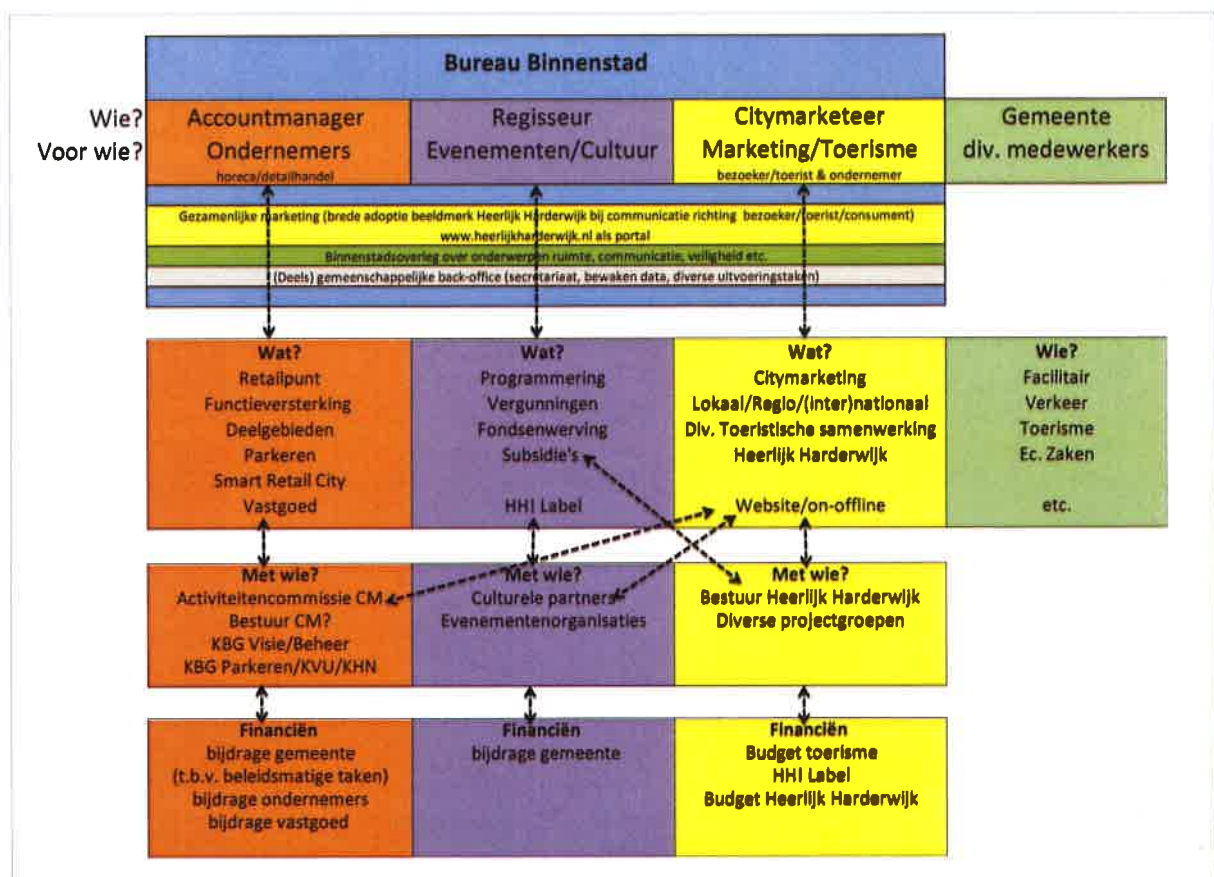 Bureau Binnenstad
Wie?
Voor wie?
Accountmanager
Ondernemers
horeca/detailhandel
Regisseur
Evenementen/Cultuur
Citymarketeer
Marketing/Toerisme
bezoeker/toerist & ondernemer
Gemeente
div. medewerkers
Gezamenlijke marketing (brede adoptie beeldmerk Heerlijk Harderwijk bij communicatie richting bezoeker/toerist/consument)
www.heerlijkharderwijk.nl als portal
Binnenstadsoverleg over onderwerpen ruimte, communicatie, veiligheid etc.
(Deels) gemeenschappelijke back-office (secretariaat, bewaken data, diverse uitvoeringstaken)
Wat?
Retailpunt
Functieversterking
Deelgebieden
Parkeren
Smart Retail City
Vastgoed
Wat?
Programmering
Vergunningen
Fondsenwerving
Subsidie's
HHI Label
Wat?
Citymarketing
Lokaal/Regio/(inter)nationaal
Div. Toeristische samenwerking
Heerlijk Harderwijk
Website/on-offline
Wie?
Facilitair
Verkeer
Toerisme
Ec. Zaken
etc.
Met wie?
Activiteitencommissie CM
Bestuur CM?
KBG Visie/Beheer
KBG Parkeren/KVU/KHN
Met wie?
Culturele partners
Evenementenorganisaties
Met wie?
Bestuur Heerlijk Harderwijk
Diverse projectgroepen
Financiën
bijdrage gemeente
(t.b.v. beleidsmatige taken)
bijdrage ondernemers
bijdrage vastgoed
Financiën
bijdrage gemeente
Financiën
Budget toerisme
HHI Label
Budget Heerlijk Harderwijk